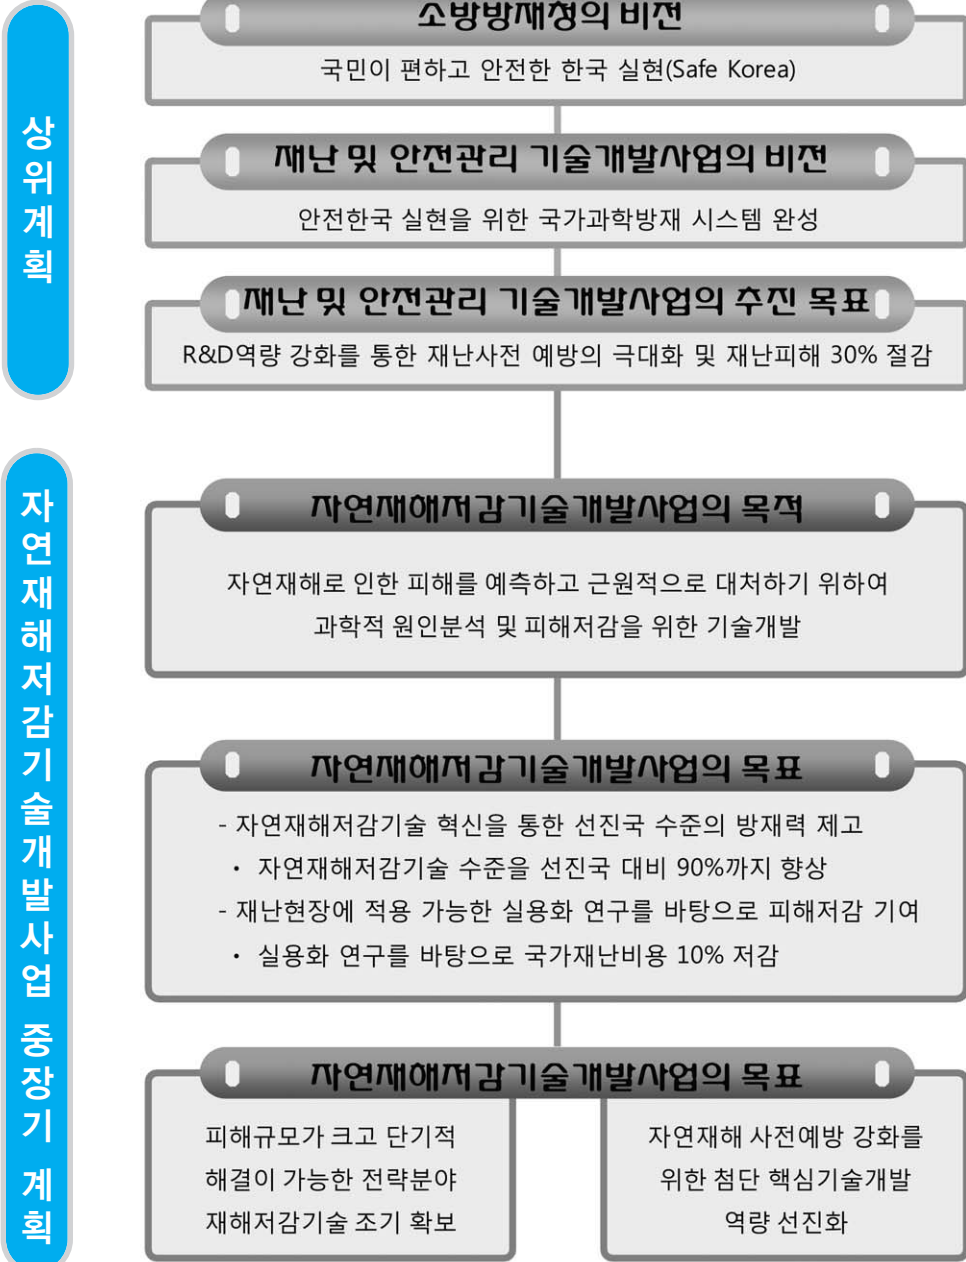 상위계획
소방방재청의 비전
국민이 편하고 안전한 한국 실현(Safe Korea)
재난 및 안전관리 기술개발사업의 비전
안전한국 실현을 위한 국가과학방재 시스템 완성
재난 및 안전관리 기술개발사업의 추진 목표
R&D역량 강화를 통한 재난사전 예방의 극대화 및 재난피해 30% 절감
자연재해저감기술개발사업 중장기 계획
자연재해저감기술개발사업의 목적
자연재해로 인한 피해를 예측하고 근원적으로 대처하기 위하여
과학적 원인분석 및 피해저감을 위한 기술개발
자연재해저감기술개발사업의 목표
- 자연재해저감기술 혁신을 통한 선진국 수준의 방재력 제고
• 자연재해저감기술 수준을 선진국 대비 90%까지 향상
- 재난현장에 적용 가능한 실용화 연구를 바탕으로 피해저감 기여
• 실용화 연구를 바탕으로 국가재난비용 10% 저감
자연재해저감기술개발사업의 목표
피해규모가 크고 단기적
해결이 가능한 전략분야
재해저감기술 조기 확보
자연재해 사전예방 강화를
위한 첨단 핵심기술개발
역량 선진화